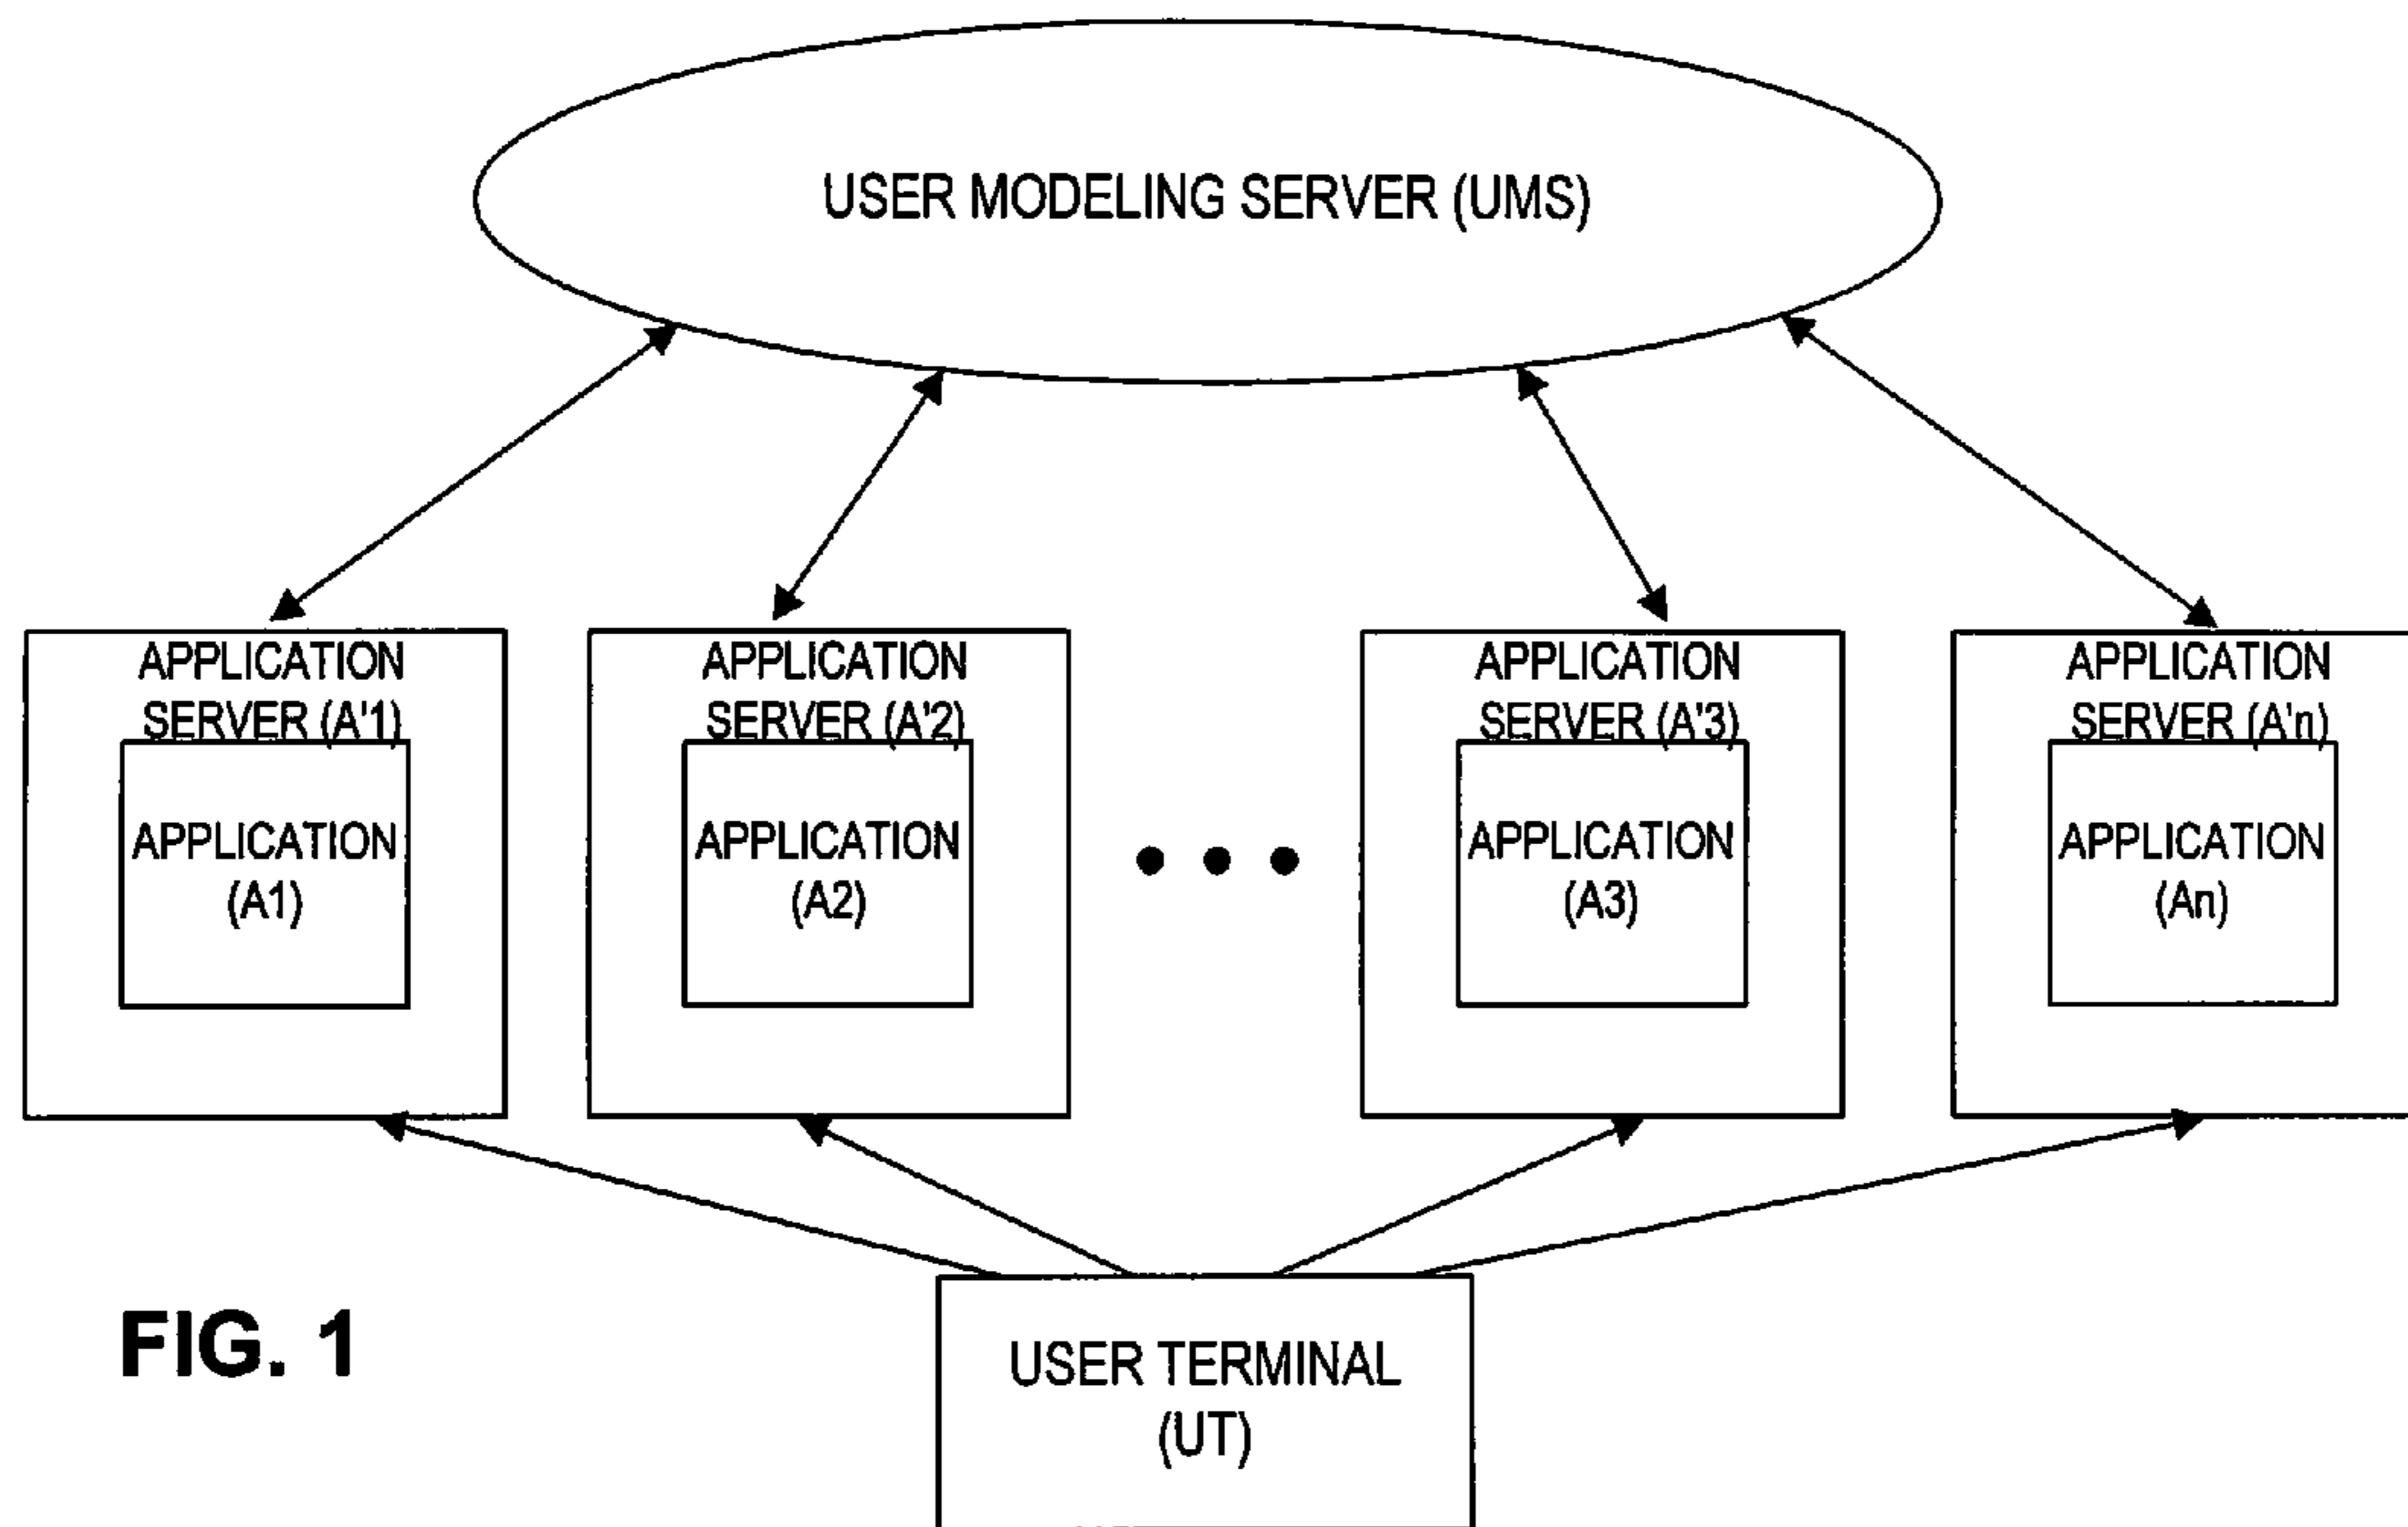 USER MODELING SERVER (UMS)
APPLICATION
SERVER (A'1)
APPLICATION
(A1)
APPLICATION
SERVER (A'2)
APPLICATION
(A2)
APPLICATION
SERVER (A'3)
APPLICATION
(A3)
APPLICATION
SERVER (A'n)
APPLICATION
(An)
FIG. 1
USER TERMINAL
(UT)